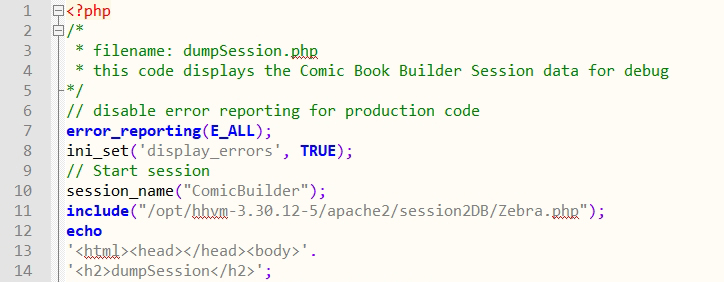 1 <?php
2 /*
3  * filename: dumpSession.php
4  * this code displays the Comic Book Builder Session data for debug
5 */
6 // disable error reporting for production code
7 error_reporting(E_ALL);
8 ini_set('display_errors', TRUE);
9 // Start session
10 session_name("ComicBuilder");
11 include("/opt/hhvm-3.30.12-5/apache2/session2DB/Zebra.php");
12 echo
13 '<html><head></head><body>'.
14 '<h2>dumpSession</h2>';